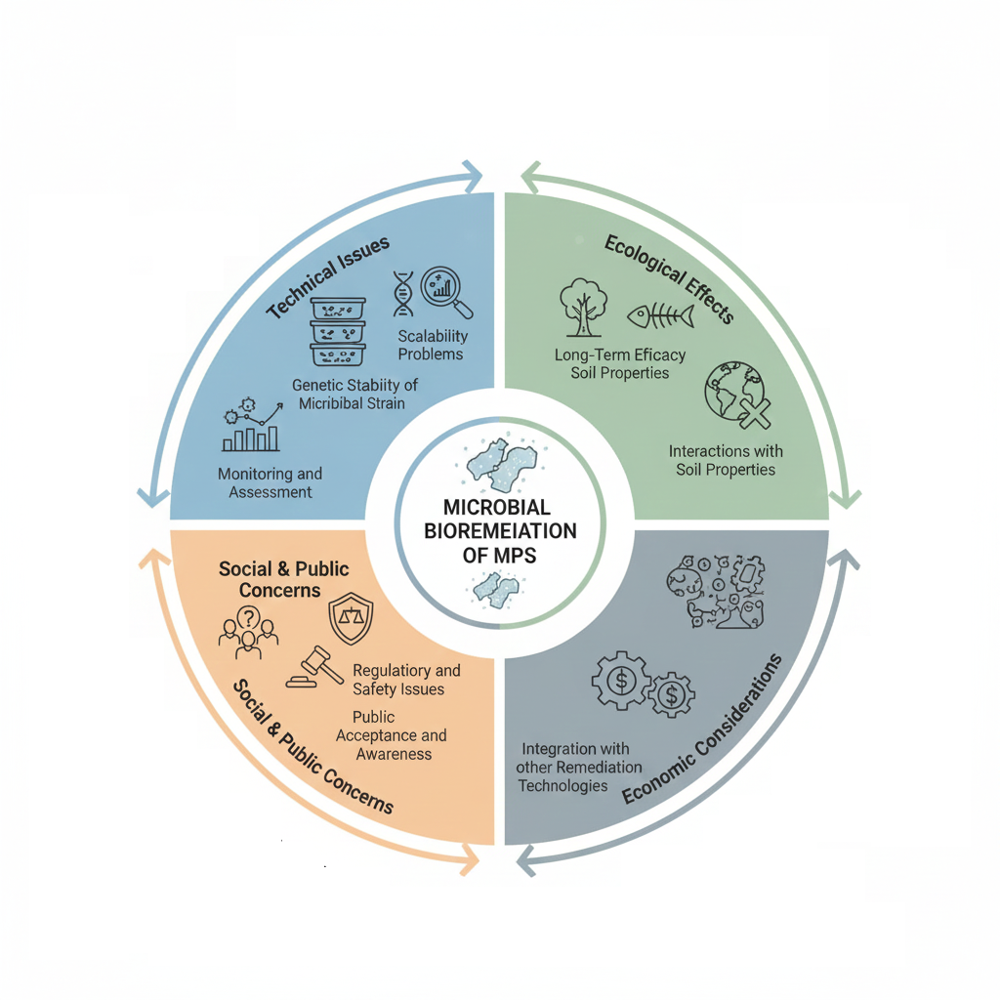 Technical Issues
Scalability
Problems
Genetic Stabiity of
Micribibal Strain
Monitoring and
Assessment
Ecological Effects
Long-Term Eficacy
Soil Properties
Interactions with
Soil Properties
MICROBIAL
BIOREMEIATION
OF MPS
Social & Public
Concerns
?
Regulatiory and
Safety Issues
Public
Acceptance and
Awareness
Social & Public Concerns
$
$
Integration with
other Remediation
Technologies
Economic Considerations